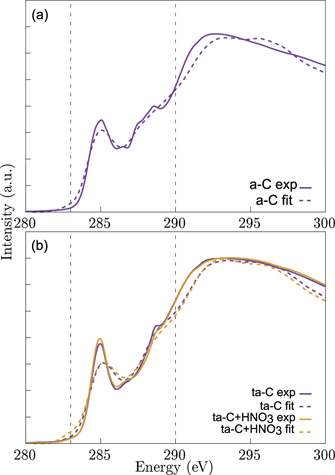 (a)
a-C exp
a-C fit
280 285 290 295 300
Intensity (a.u.)
(b)
ta-C exp
ta-C fit
ta-C+HNO3 exp
ta-C+HNO3 fit
280 285 290 295 300
Energy (eV)